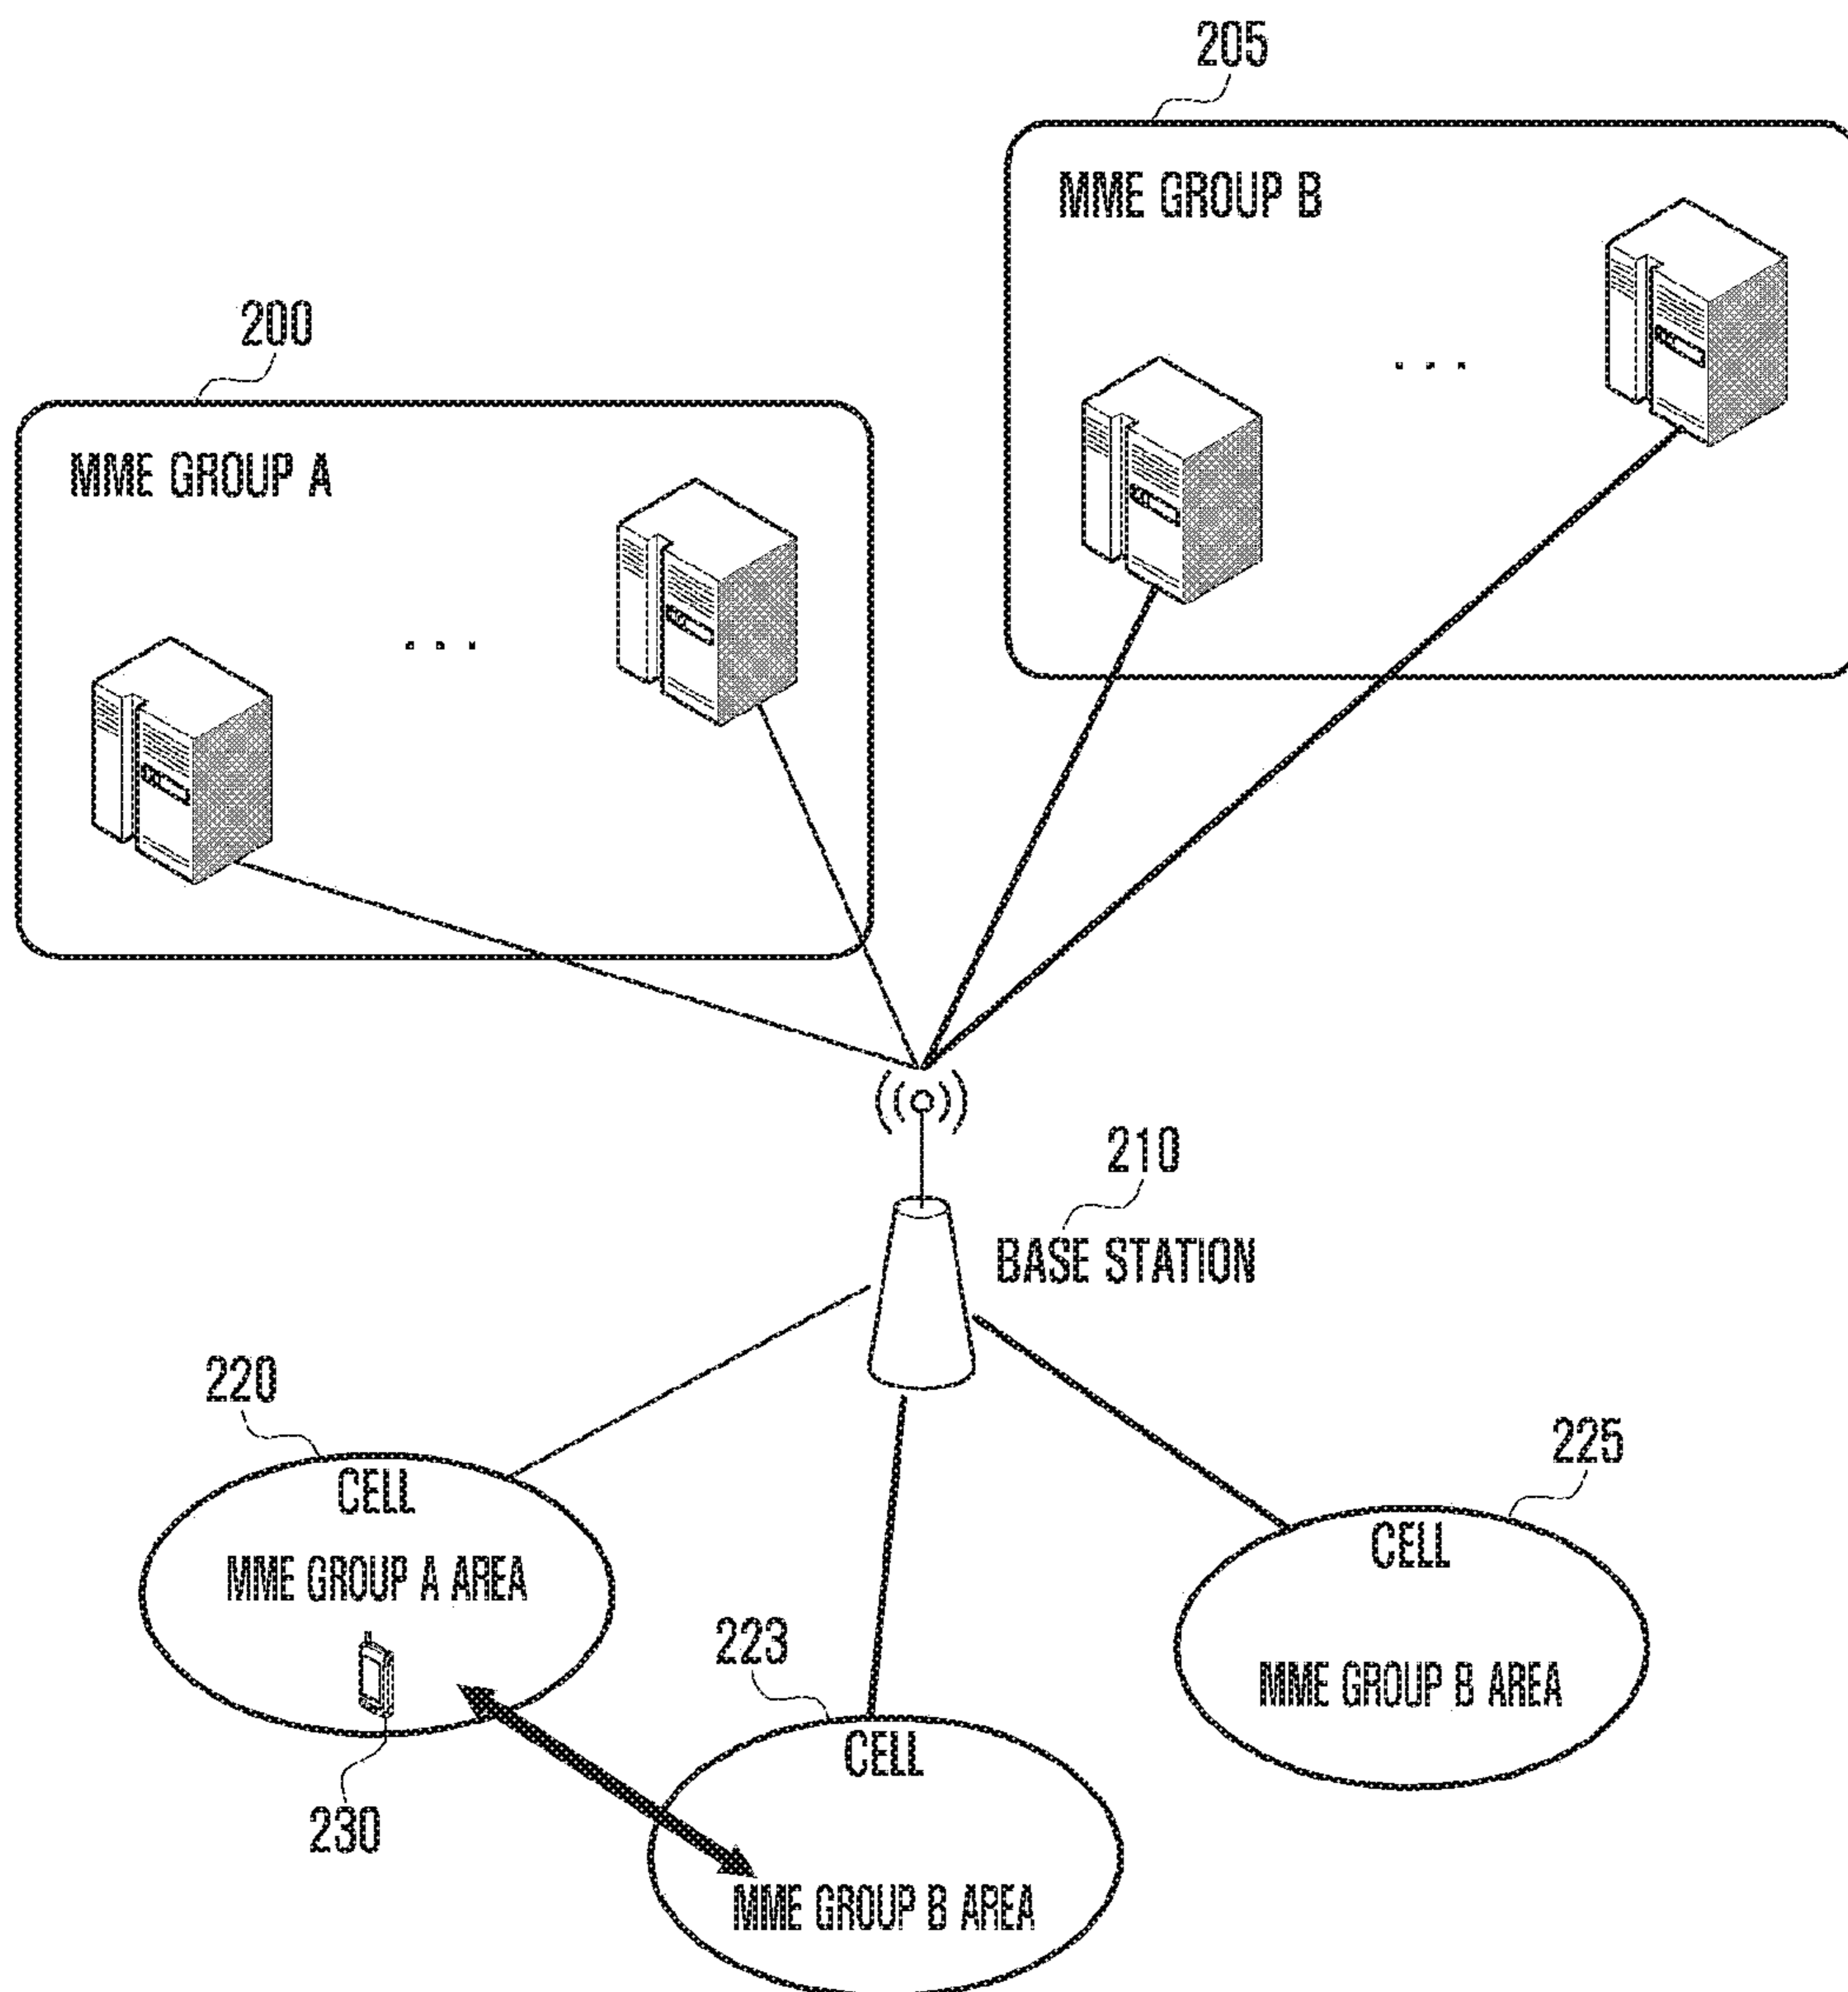 205
MME GROUP B
200
MME GROUP A
. . .
. . .
210
BASE STATION
220
CELL
MME GROUP A AREA
230
223
CELL
MME GROUP B AREA
225
CELL
MME GROUP B AREA